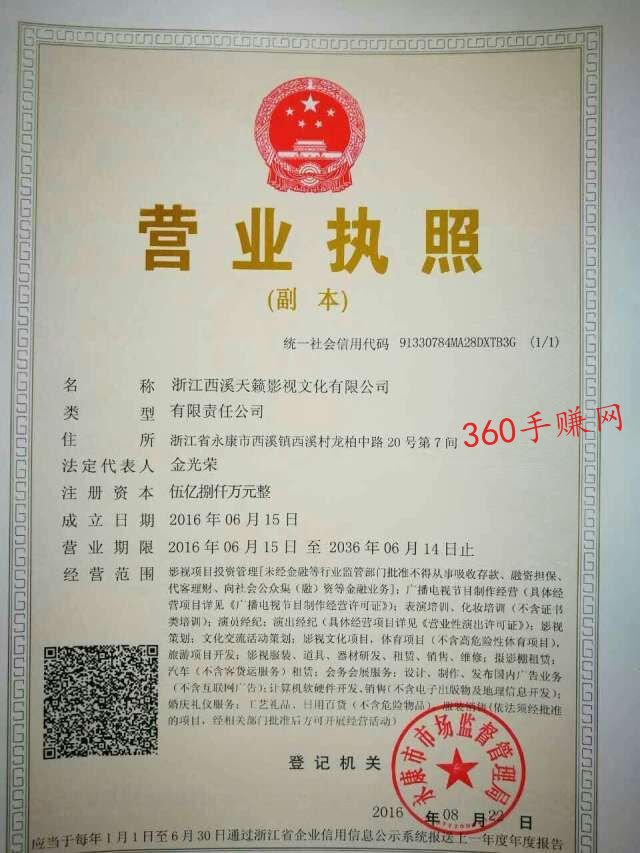 营业执照
(副 本)
统一社会信用代码 91330784MA28DXTB3G (1/1)
名 称 浙江西溪天籁影视文化有限公司
类 型 有限责任公司
住 所 浙江省永康市西溪镇西溪村龙柏中路20号第7间
360手赚网
法定代表人 金光荣
注册资本 伍亿捌仟万元整
成立日期 2016年06月15日
营业期限 2016年06月15日 至 2036年06月14日止
经营范围 影视项目投资管理[未经金融等行业监管部门批准不得从事吸收存款、融资担保、
代客理财、向社会公众集(融)资等金融业务]；广播电视节目制作经营(具体经
营项目详见《广播电视节目制作经营许可证》)；表演培训、化妆培训(不含证书
类培训)；演员经纪；演出经纪(具体经营项目详见《营业性演出许可证》)；影视
策划；文化交流活动策划；影视文化项目，体育项目(不含高危险性体育项目)，
旅游项目开发；影视服装、道具、器材研发、租赁、销售、维修；摄影棚租赁；
汽车(不含客货运服务)租赁；会务会展服务；设计、制作、发布国内广告业务
(不含互联网广告)；计算机软硬件开发、销售(不含电子出版物及地理信息开发)；
婚庆礼仪服务；工艺礼品、日用百货(不含危险物品)、服装销售(依法须经批准
的项目，经相关部门批准后方可开展经营活动)
登记机关
永康市市场监督管理局
2016 年 08 月 22 日
应当于每年1月1日至6月30日通过浙江省企业信用信息公示系统报送上一年度年度报告